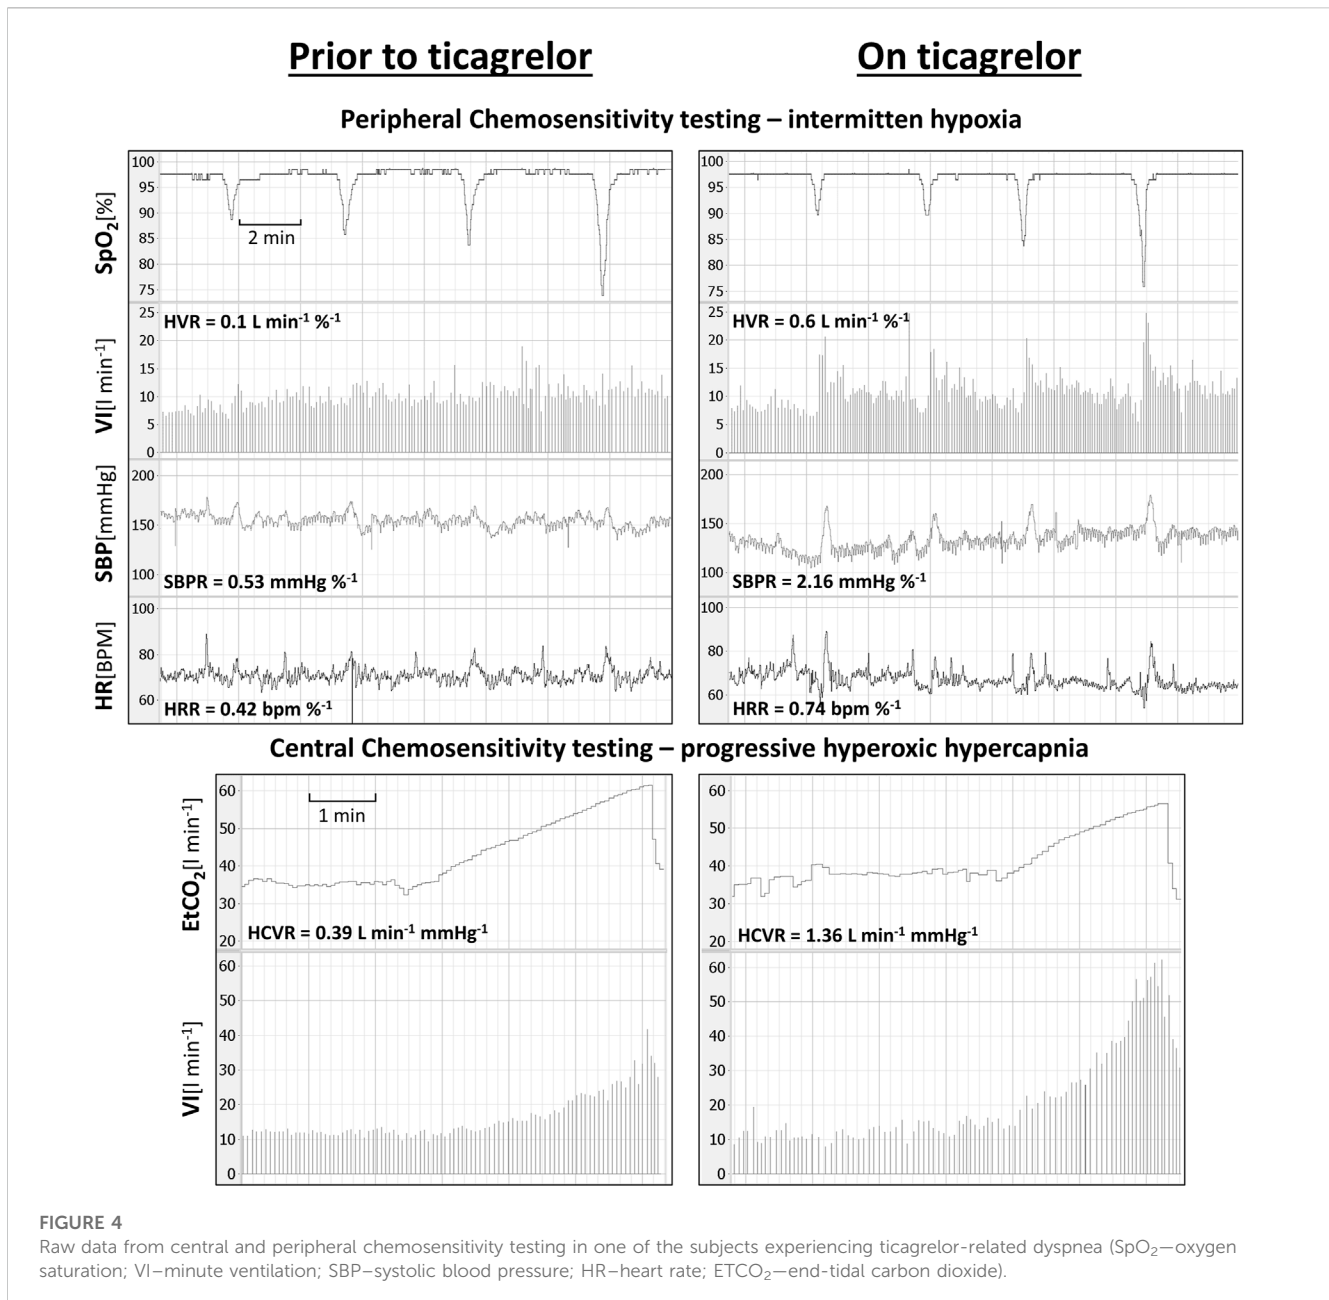 Prior to ticagrelor
On ticagrelor
Peripheral Chemosensitivity testing – intermitten hypoxia
SpO₂[%]
100
95
90
85
80
75
2 min
100
95
90
85
80
75
VI[l min⁻¹]
HVR = 0.1 L min⁻¹ %⁻¹
25
20
15
10
5
0
HVR = 0.6 L min⁻¹ %⁻¹
25
20
15
10
5
0
SBP[mmHg]
200
150
100
SBPR = 0.53 mmHg %⁻¹
200
150
100
SBPR = 2.16 mmHg %⁻¹
HR[BPM]
100
80
60
HRR = 0.42 bpm %⁻¹
100
80
60
HRR = 0.74 bpm %⁻¹
Central Chemosensitivity testing – progressive hyperoxic hypercapnia
EtCO₂[l min⁻¹]
60
50
40
30
20
1 min
HCVR = 0.39 L min⁻¹ mmHg⁻¹
60
50
40
30
20
HCVR = 1.36 L min⁻¹ mmHg⁻¹
VI[l min⁻¹]
60
50
40
30
20
10
0
60
50
40
30
20
10
0
FIGURE 4
Raw data from central and peripheral chemosensitivity testing in one of the subjects experiencing ticagrelor-related dyspnea (SpO₂—oxygen
saturation; VI–minute ventilation; SBP–systolic blood pressure; HR–heart rate; ETCO₂—end-tidal carbon dioxide).